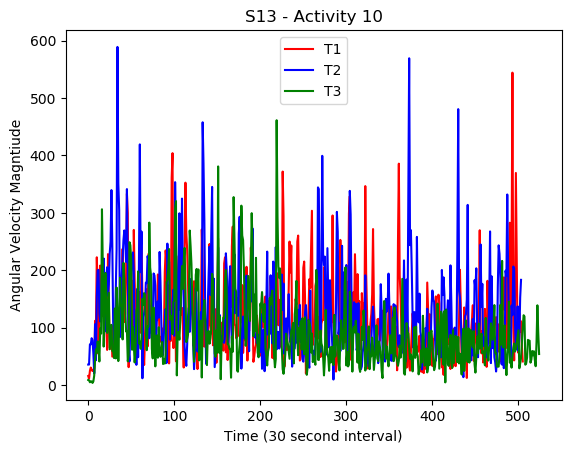 S13 - Activity 10
T1
T2
T3
600
500
400
300
200
100
0
Angular Velocity Magntiude
0 100 200 300 400 500
Time (30 second interval)